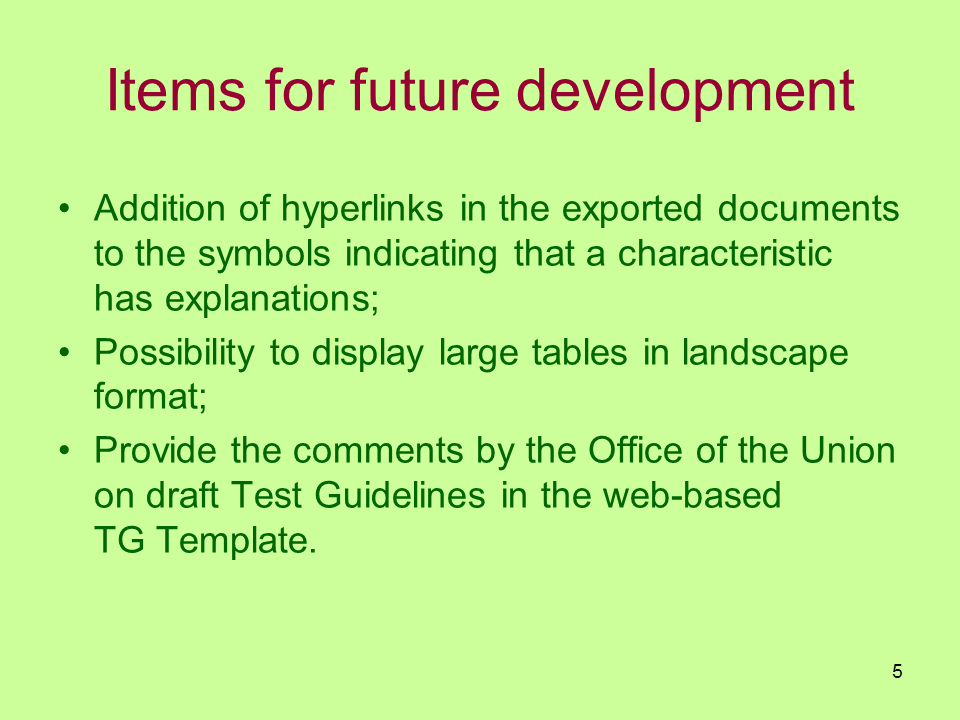 Items for future development
• Addition of hyperlinks in the exported documents
to the symbols indicating that a characteristic
has explanations;
• Possibility to display large tables in landscape
format;
• Provide the comments by the Office of the Union
on draft Test Guidelines in the web-based
TG Template.
5